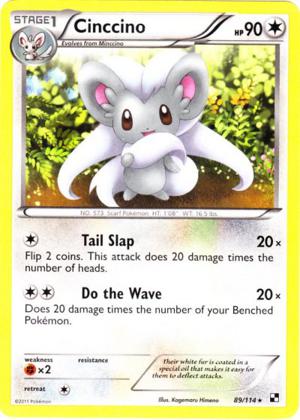 STAGE1 Cinccino HP 90
Evolves from Minccino
NO. 573 Scarf Pokémon HT. 1'08" WT. 16.5 lbs.
Tail Slap 20×
Flip 2 coins. This attack does 20 damage times
the number of heads.
Do the Wave 20×
Does 20 damage times the number of your Benched
Pokémon.
weakness resistance
×2
retreat
Their white fur is coated in a
special oil that makes it easy for
them to deflect attacks.
©2011 Pokémon Illus. Kagemaru Himeno 89/114 ★